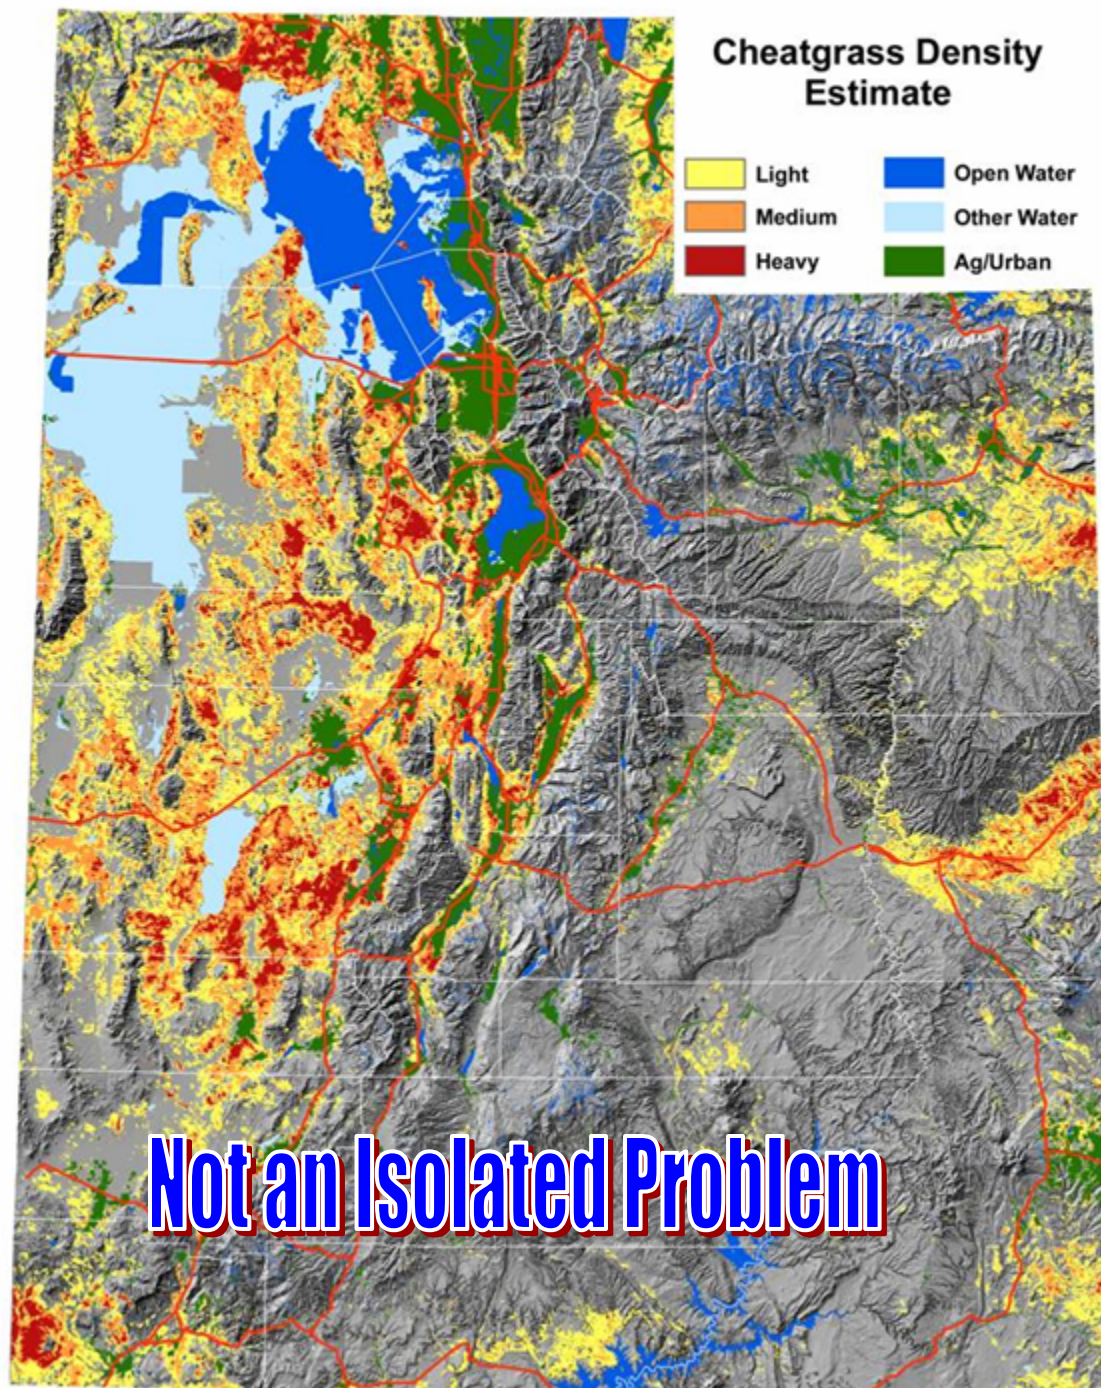 Cheatgrass Density
Estimate
Light
Open Water
Medium
Other Water
Heavy
Ag/Urban
Not an Isolated Problem